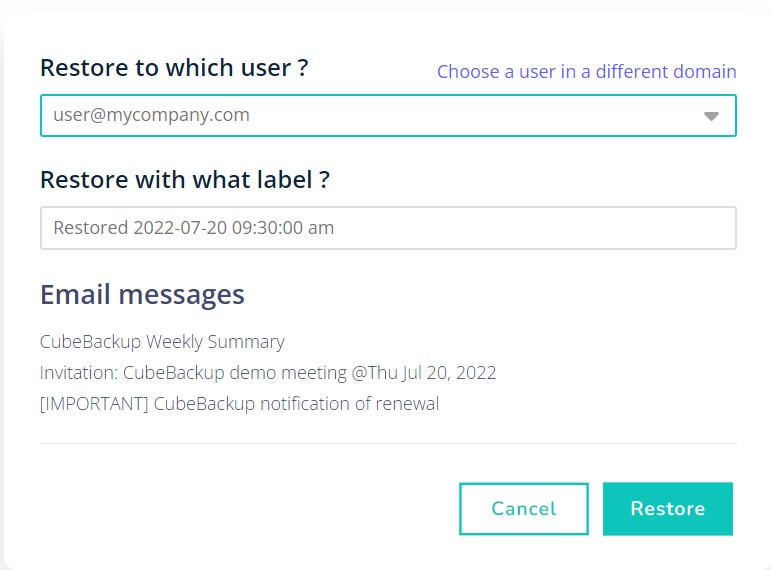 Restore to which user ?
Choose a user in a different domain
user@mycompany.com
Restore with what label ?
Restored 2022-07-20 09:30:00 am
Email messages
CubeBackup Weekly Summary
Invitation: CubeBackup demo meeting @Thu Jul 20, 2022
[IMPORTANT] CubeBackup notification of renewal
Cancel
Restore